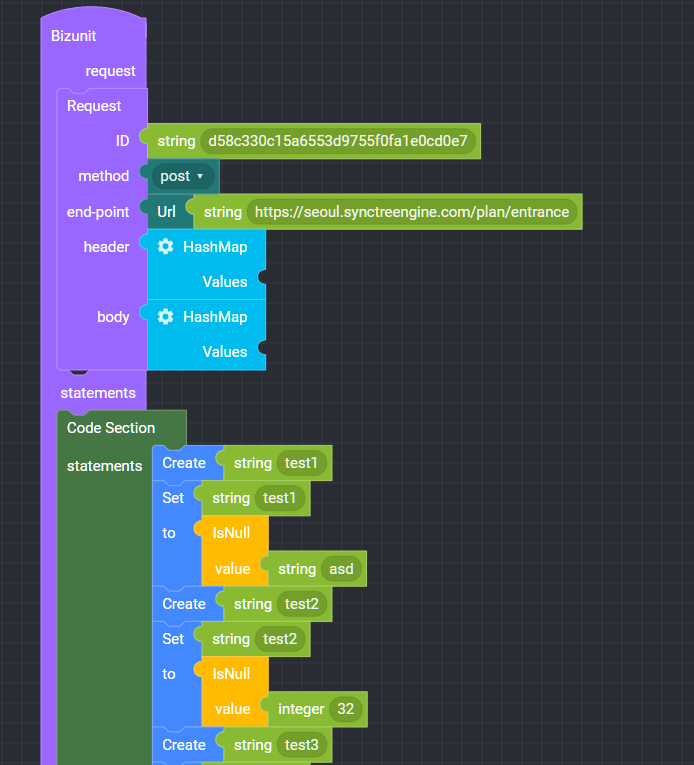 Bizunit
request
Request
ID string d58c330c15a6553d9755f0fa1e0cd0e7
method post
end-point Url string https://seoul.synctreengine.com/plan/entrance
header HashMap
Values
body HashMap
Values
statements
Code Section
statements Create string test1
Set string test1
to IsNull
value string asd
Create string test2
Set string test2
to IsNull
value integer 32
Create string test3